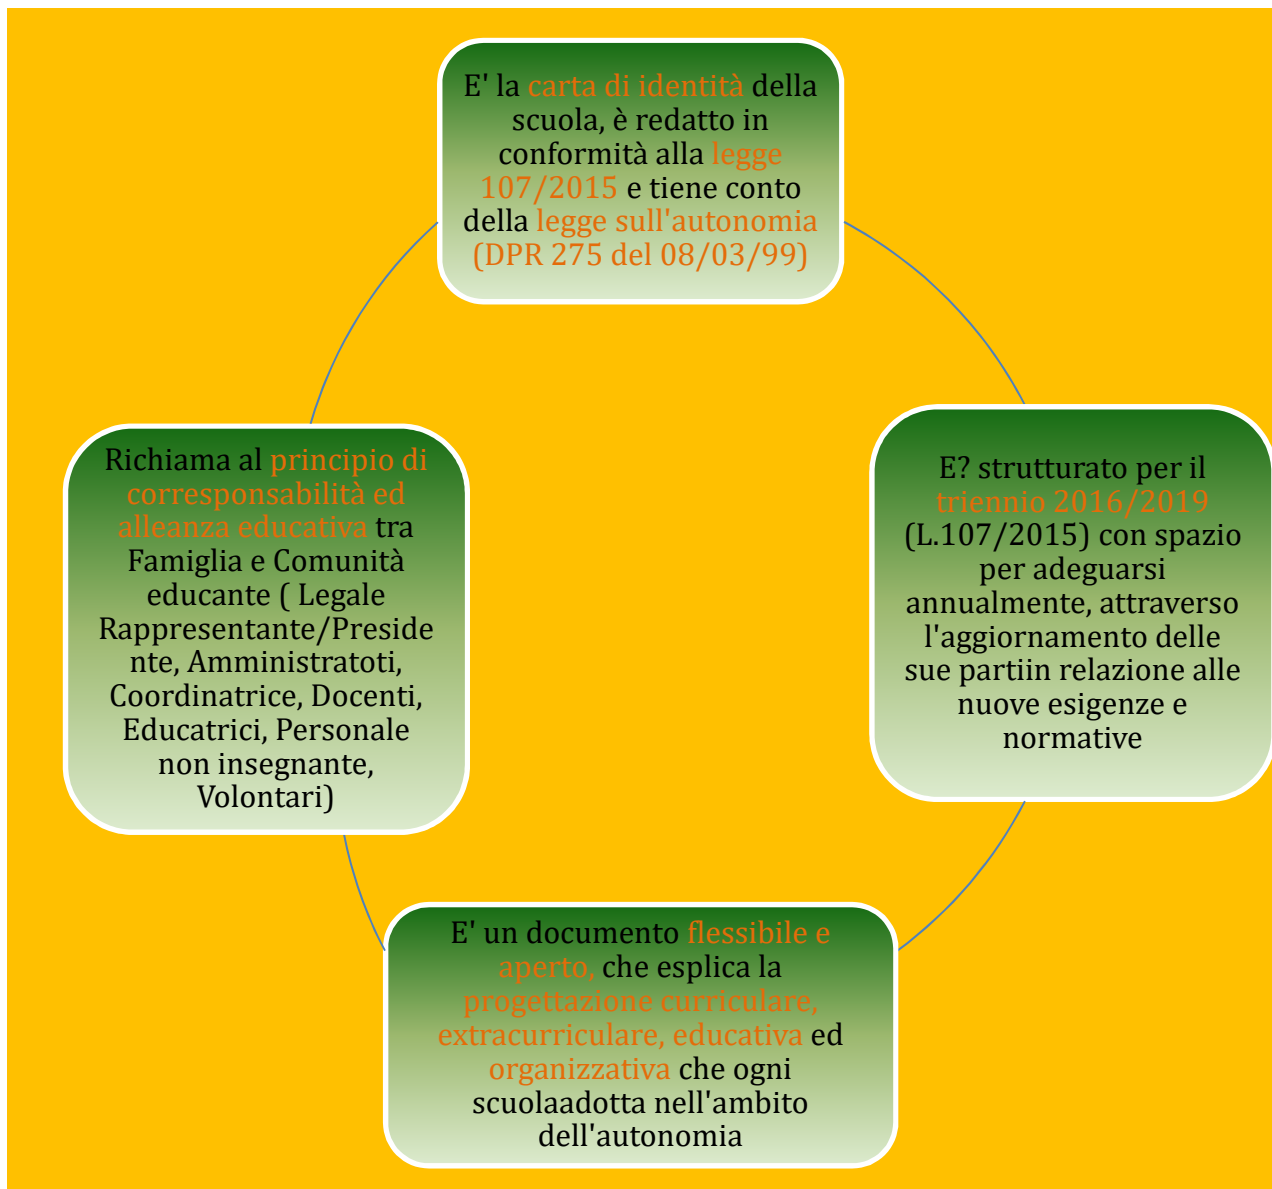 E' la carta di identità della
scuola, è redatto in
conformità alla legge
107/2015 e tiene conto
della legge sull'autonomia
(DPR 275 del 08/03/99)
E? strutturato per il
triennio 2016/2019
(L.107/2015) con spazio
per adeguarsi
annualmente, attraverso
l'aggiornamento delle
sue partiin relazione alle
nuove esigenze e
normative
E' un documento flessibile e
aperto, che esplica la
progettazione curriculare,
extracurriculare, educativa ed
organizzativa che ogni
scuolaadotta nell'ambito
dell'autonomia
Richiama al principio di
corresponsabilità ed
alleanza educativa tra
Famiglia e Comunità
educante ( Legale
Rappresentante/Preside
nte, Amministratoti,
Coordinatrice, Docenti,
Educatrici, Personale
non insegnante,
Volontari)